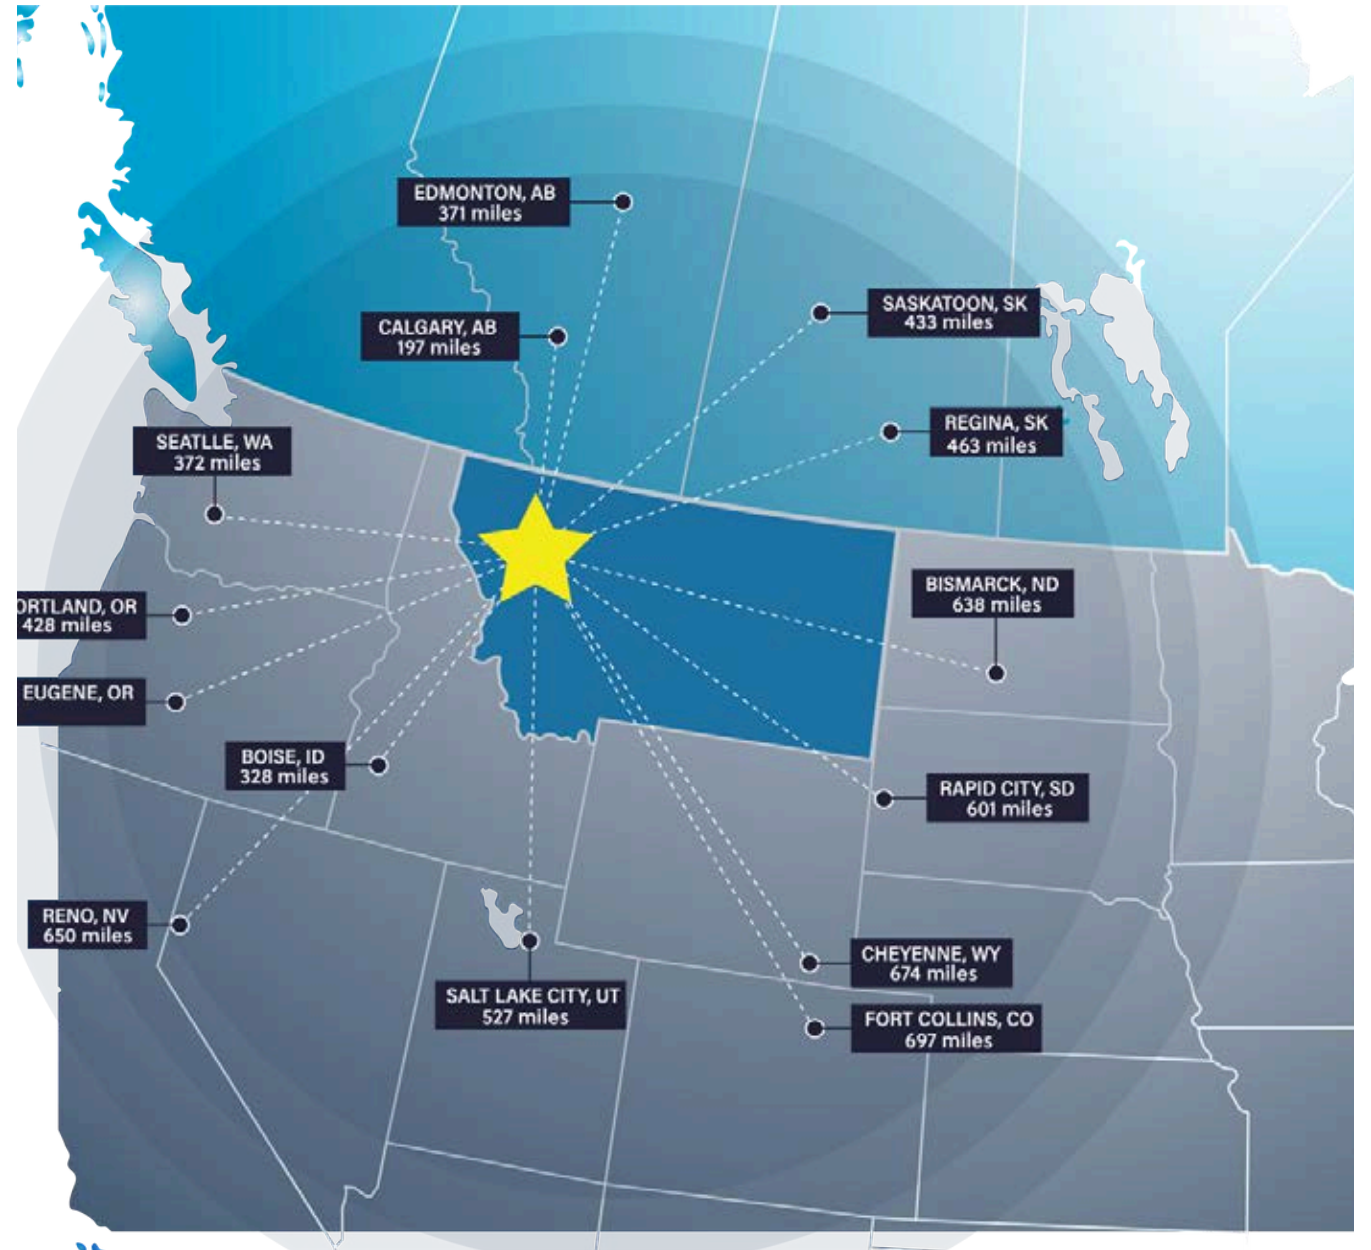 EDMONTON, AB
371 miles
SASKATOON, SK
433 miles
CALGARY, AB
197 miles
REGINA, SK
463 miles
SEATLLE, WA
372 miles
BISMARCK, ND
638 miles
ORTLAND, OR
428 miles
EUGENE, OR
BOISE, ID
328 miles
RAPID CITY, SD
601 miles
RENO, NV
650 miles
CHEYENNE, WY
674 miles
SALT LAKE CITY, UT
527 miles
FORT COLLINS, CO
697 miles